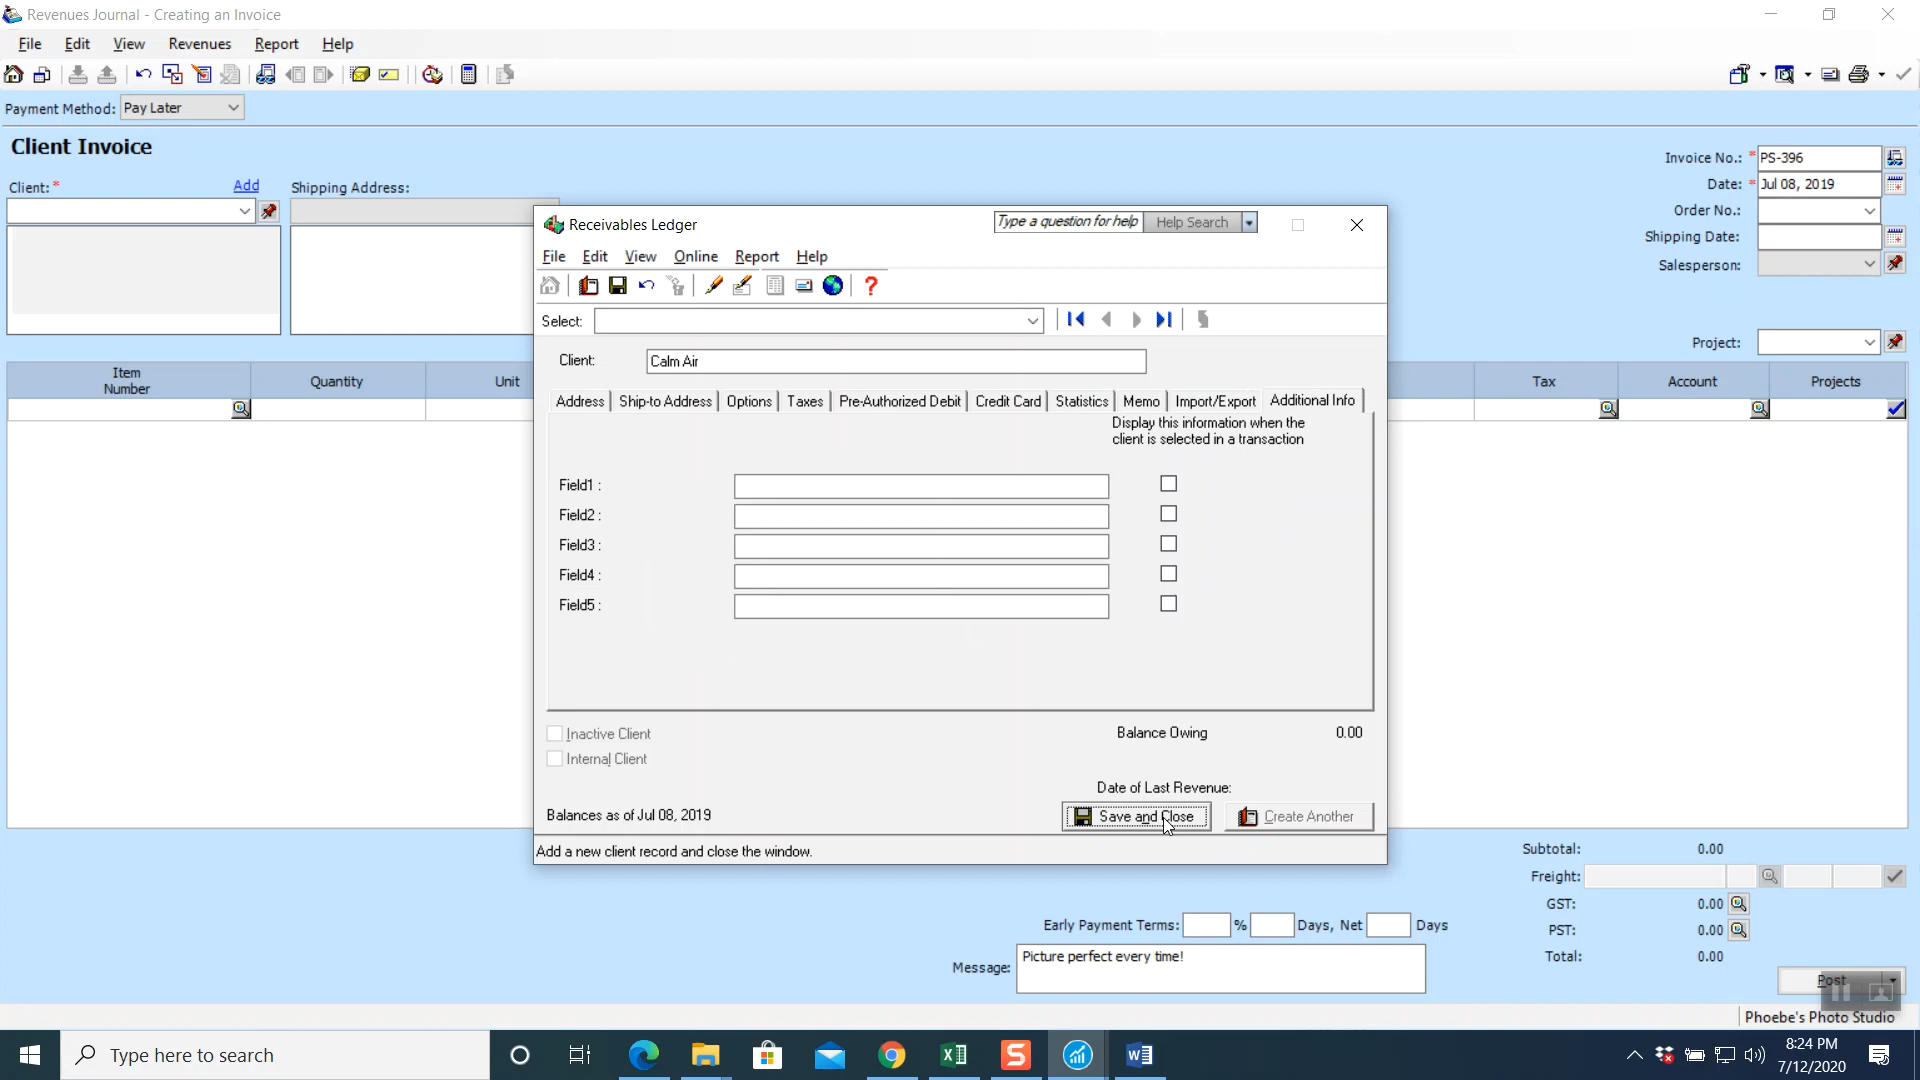 Revenues Journal - Creating an Invoice
File Edit View Revenues Report Help
Payment Method: Pay Later
Client Invoice
Client: * Add Shipping Address:
Invoice No.: * PS-396
Date: * Jul 08, 2019
Order No.:
Shipping Date:
Salesperson:
Project:
Item Number Quantity Unit Tax Account Projects
Receivables Ledger Type a question for help Help Search
File Edit View Online Report Help
Select:
Client: Calm Air
Address Ship-to Address Options Taxes Pre-Authorized Debit Credit Card Statistics Memo Import/Export Additional Info
Display this information when the
client is selected in a transaction
Field1 :
Field2 :
Field3 :
Field4 :
Field5 :
Inactive Client Balance Owing 0.00
Internal Client
Date of Last Revenue:
Balances as of Jul 08, 2019 Save and Close Create Another
Add a new client record and close the window.
Subtotal: 0.00
Freight:
GST: 0.00
Early Payment Terms: % Days, Net Days
PST: 0.00
Message: Picture perfect every time!
Total: 0.00
Post
Phoebe's Photo Studio
Type here to search
8:24 PM
7/12/2020